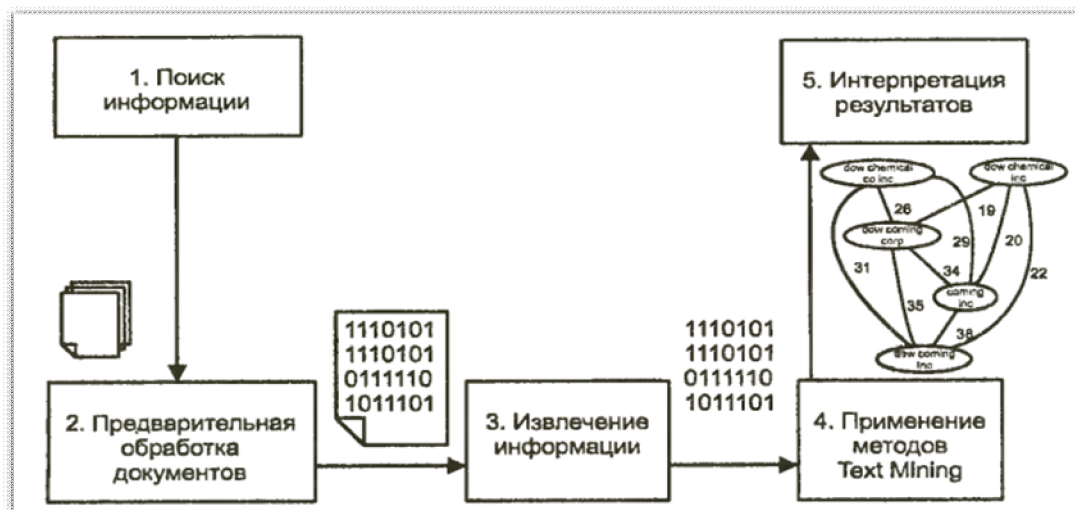 1. Поиск
информации
5. Интерпретация
результатов
dow chemical
co inc
dow chemical
inc
26
19
dow corning
corp
29
20
31
34
22
corning
inc
35
38
dow corning
inc
1110101
1110101
0111110
1011101
1110101
1110101
0111110
1011101
2. Предварительная
обработка
документов
3. Извлечение
информации
4. Применение
методов
Text Mining